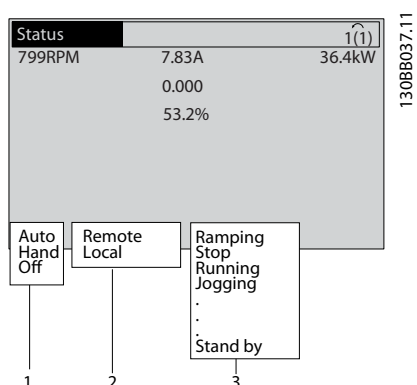 Status 1(1)
799RPM 7.83A 36.4kW
0.000
53.2%
Auto
Hand
Off
Remote
Local
Ramping
Stop
Running
Jogging
.
.
.
Stand by
1 2 3
130BB037.11